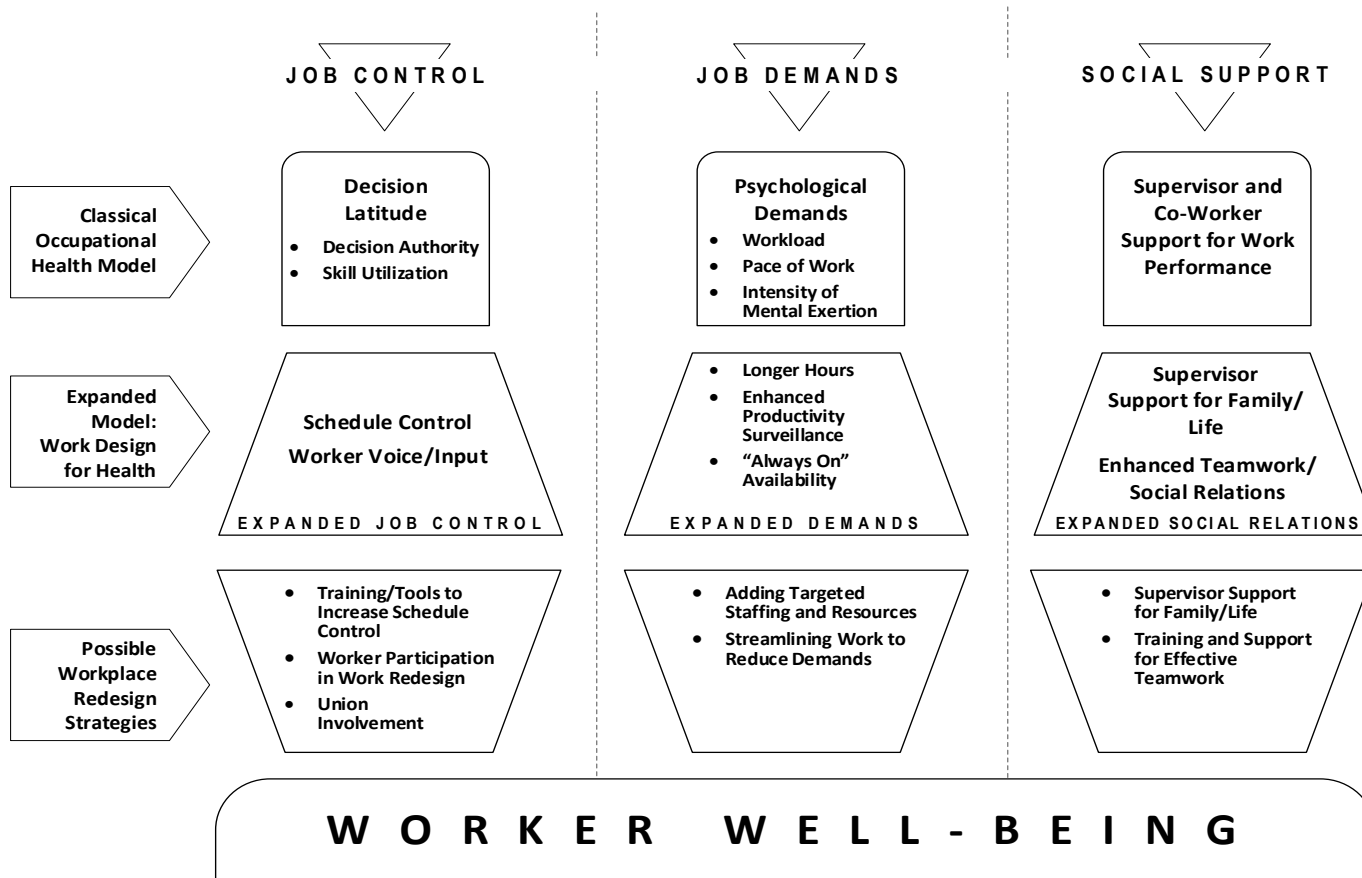 JOB CONTROL
JOB DEMANDS
SOCIAL SUPPORT
Classical
Occupational
Health Model
Decision
Latitude
• Decision Authority
• Skill Utilization
Psychological
Demands
• Workload
• Pace of Work
• Intensity of
Mental Exertion
Supervisor and
Co-Worker
Support for Work
Performance
Expanded
Model:
Work Design
for Health
Schedule Control
Worker Voice/Input
EXPANDED JOB CONTROL
• Longer Hours
• Enhanced
Productivity
Surveillance
• “Always On”
Availability
EXPANDED DEMANDS
Supervisor
Support for Family/
Life
Enhanced Teamwork/
Social Relations
EXPANDED SOCIAL RELATIONS
Possible
Workplace
Redesign
Strategies
• Training/Tools to
Increase Schedule
Control
• Worker Participation
in Work Redesign
• Union
Involvement
• Adding Targeted
Staffing and Resources
• Streamlining Work to
Reduce Demands
• Supervisor Support
for Family/Life
• Training and Support
for Effective
Teamwork
WORKER WELL-BEING